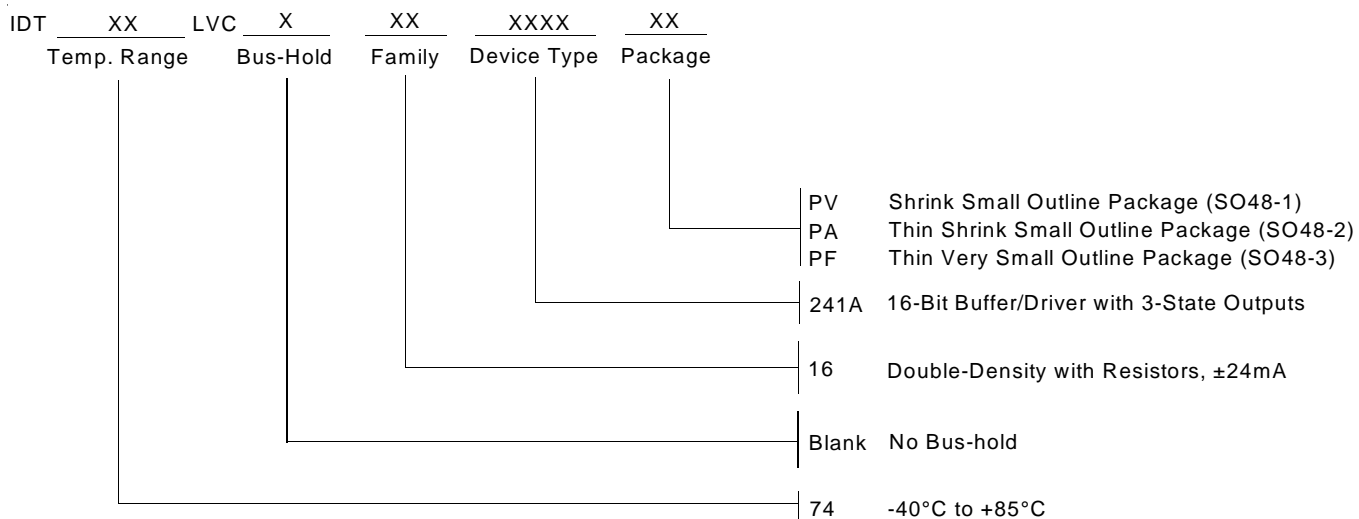 IDT XX LVC X XX XXXX XX
Temp. Range Bus-Hold Family Device Type Package
PV Shrink Small Outline Package (SO48-1)
PA Thin Shrink Small Outline Package (SO48-2)
PF Thin Very Small Outline Package (SO48-3)
241A 16-Bit Buffer/Driver with 3-State Outputs
16 Double-Density with Resistors, ±24mA
Blank No Bus-hold
74 -40°C to +85°C